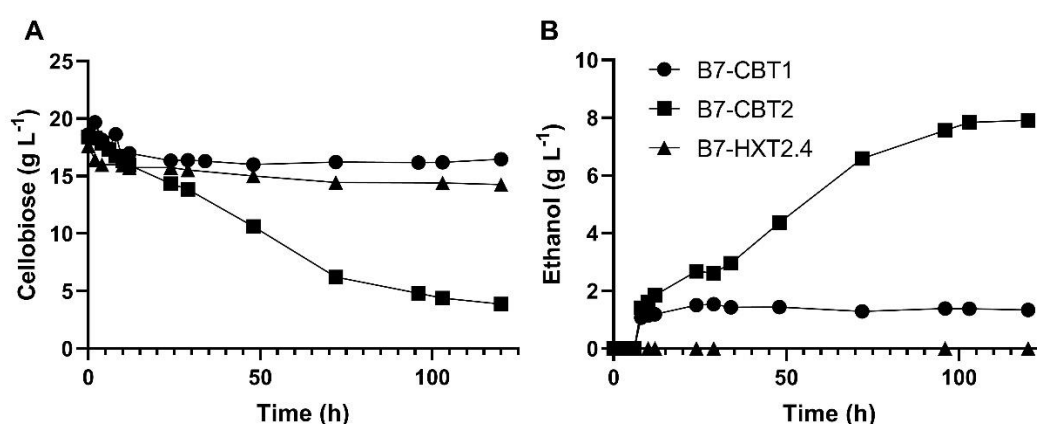 A
25
20
15
10
5
0
Cellobiose (g L⁻¹)
0 50 100
Time (h)
B
10
8
6
4
2
0
Ethanol (g L⁻¹)
B7-CBT1
B7-CBT2
B7-HXT2.4
0 50 100
Time (h)